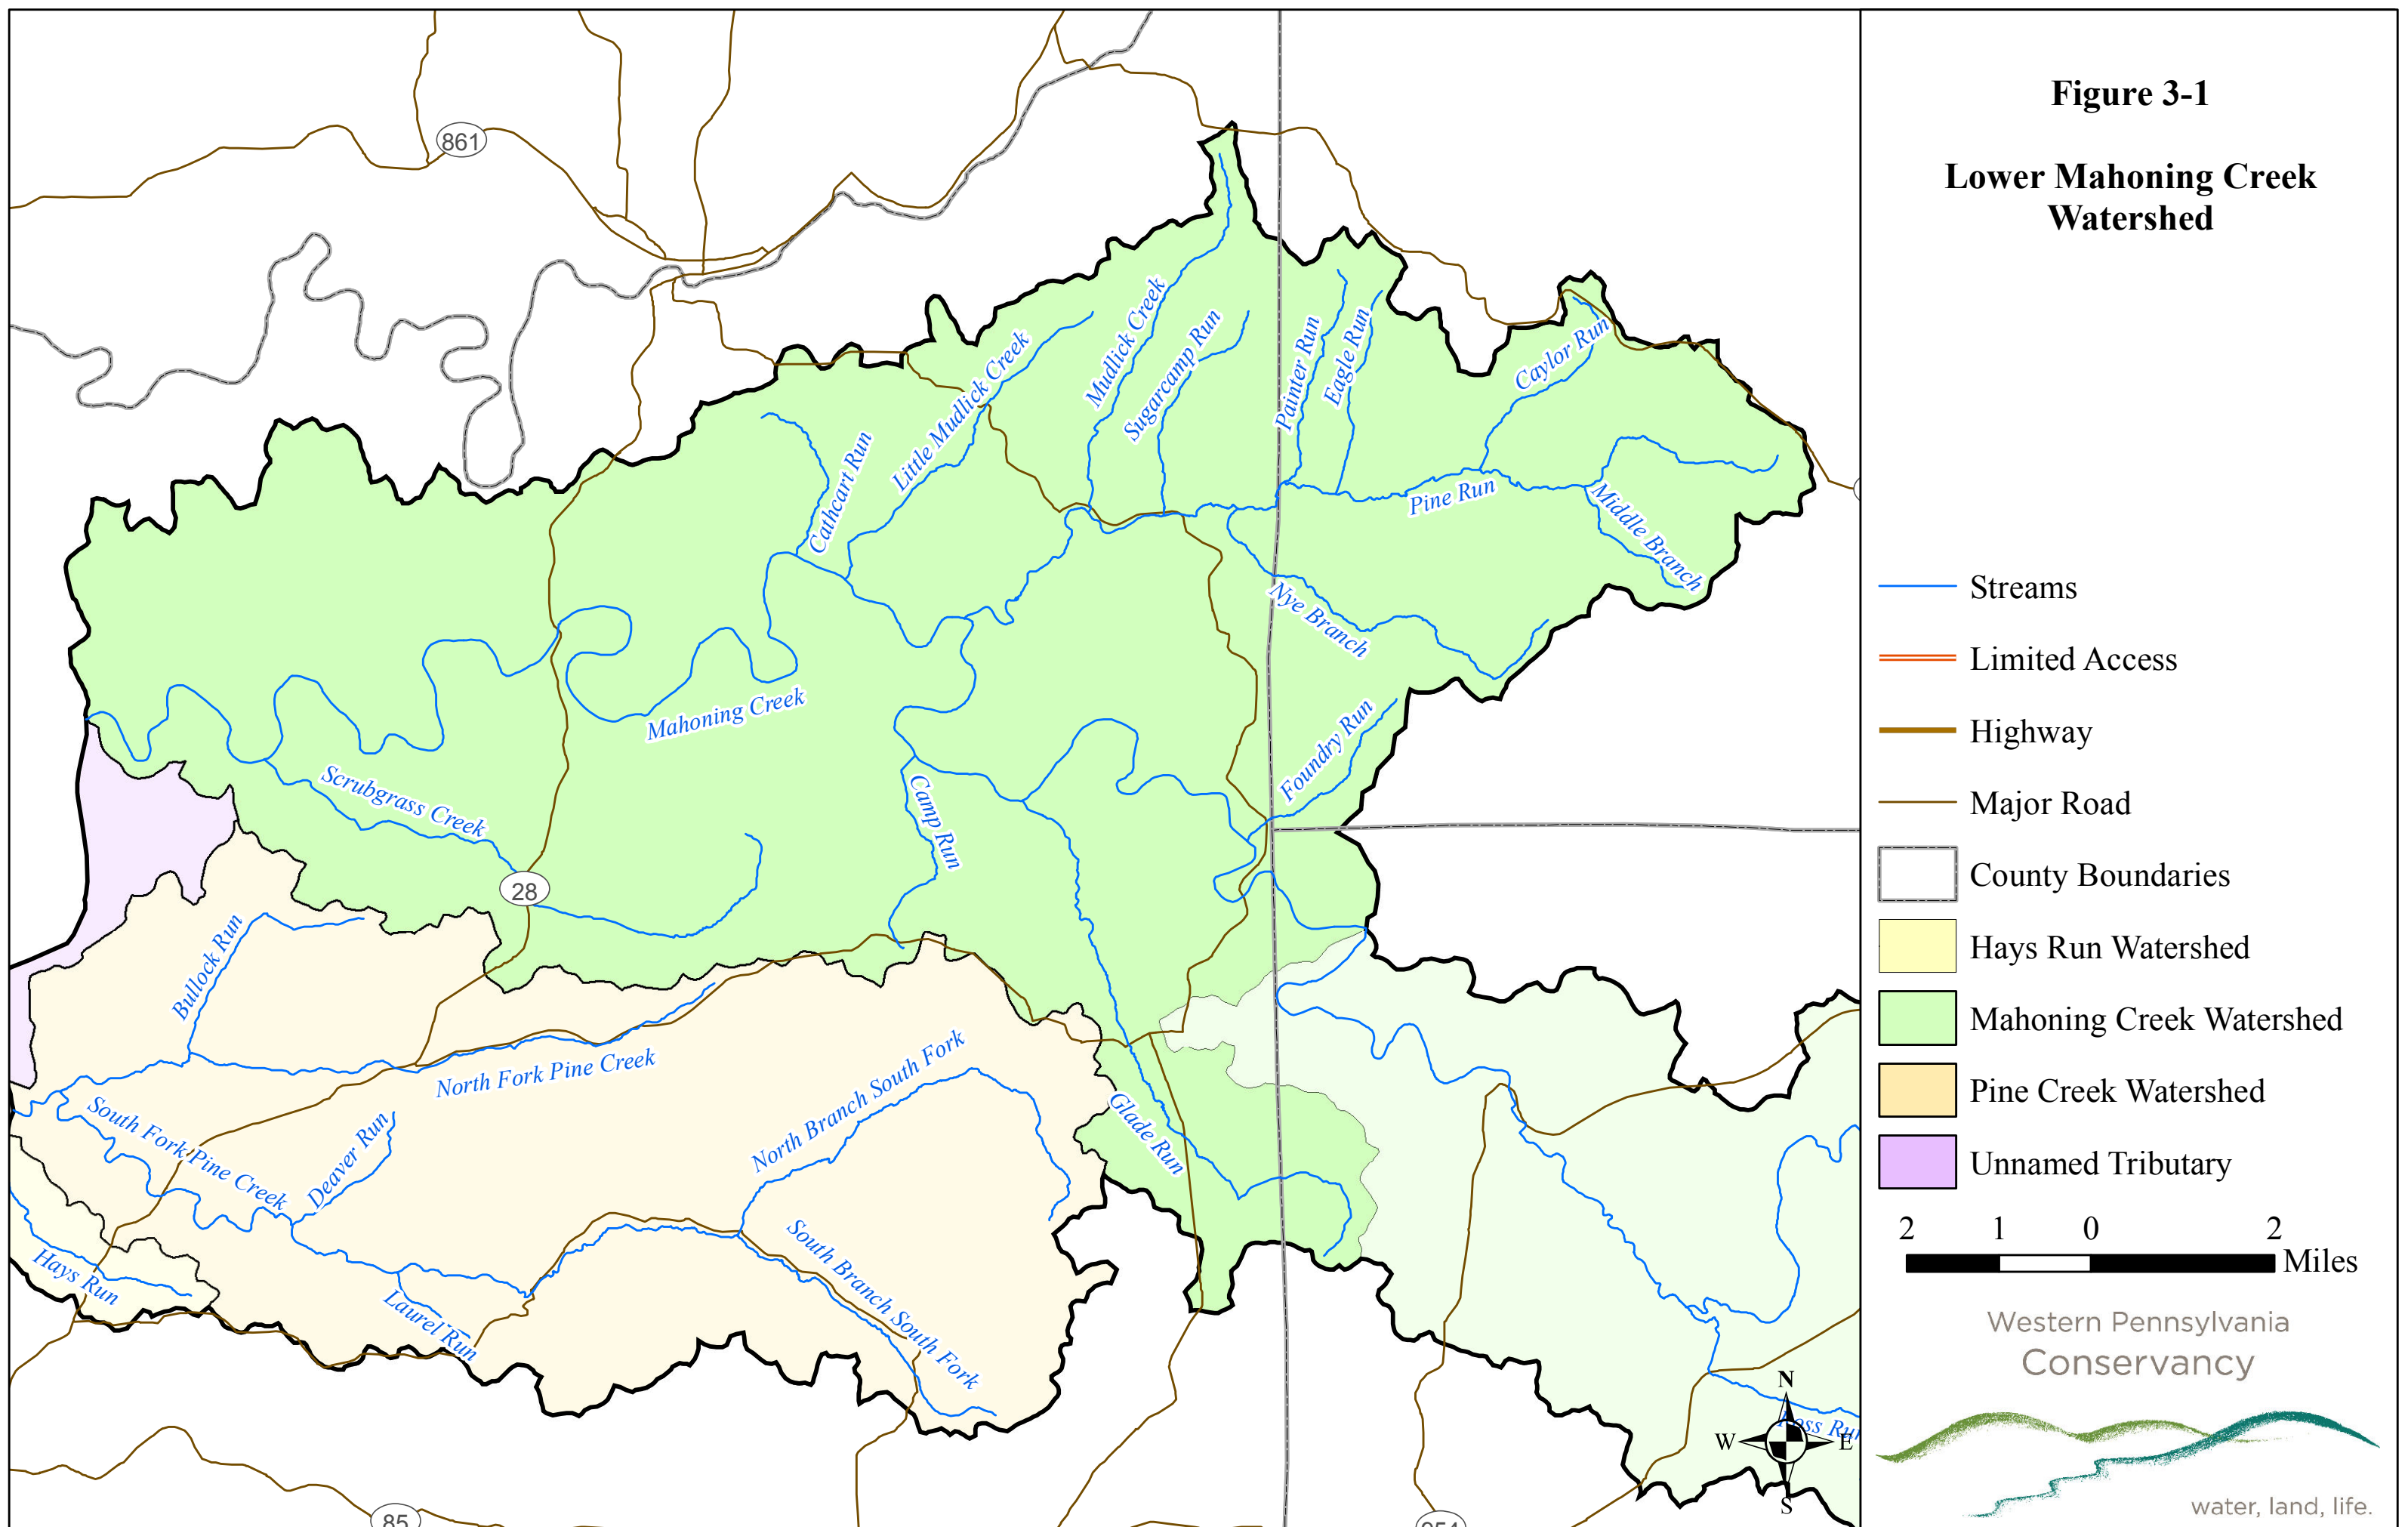 Figure 3-1
Lower Mahoning Creek
Watershed
861
Mudlick Creek
Sugarcamp Run
Painter Run
Eagle Run
Caylor Run
Little Mudlick Creek
Cathcart Run
Pine Run
Middle Branch
Nye Branch
Mahoning Creek
Foundry Run
Scrubgrass Creek
Camp Run
28
Bullock Run
North Fork Pine Creek
North Branch South Fork
South Fork Pine Creek
Deaver Run
Glade Run
Hays Run
Laurel Run
South Branch South Fork
85
Streams
Limited Access
Highway
Major Road
County Boundaries
Hays Run Watershed
Mahoning Creek Watershed
Pine Creek Watershed
Unnamed Tributary
2 1 0 2
Miles
N
W E
S
Western Pennsylvania
Conservancy
water, land, life.